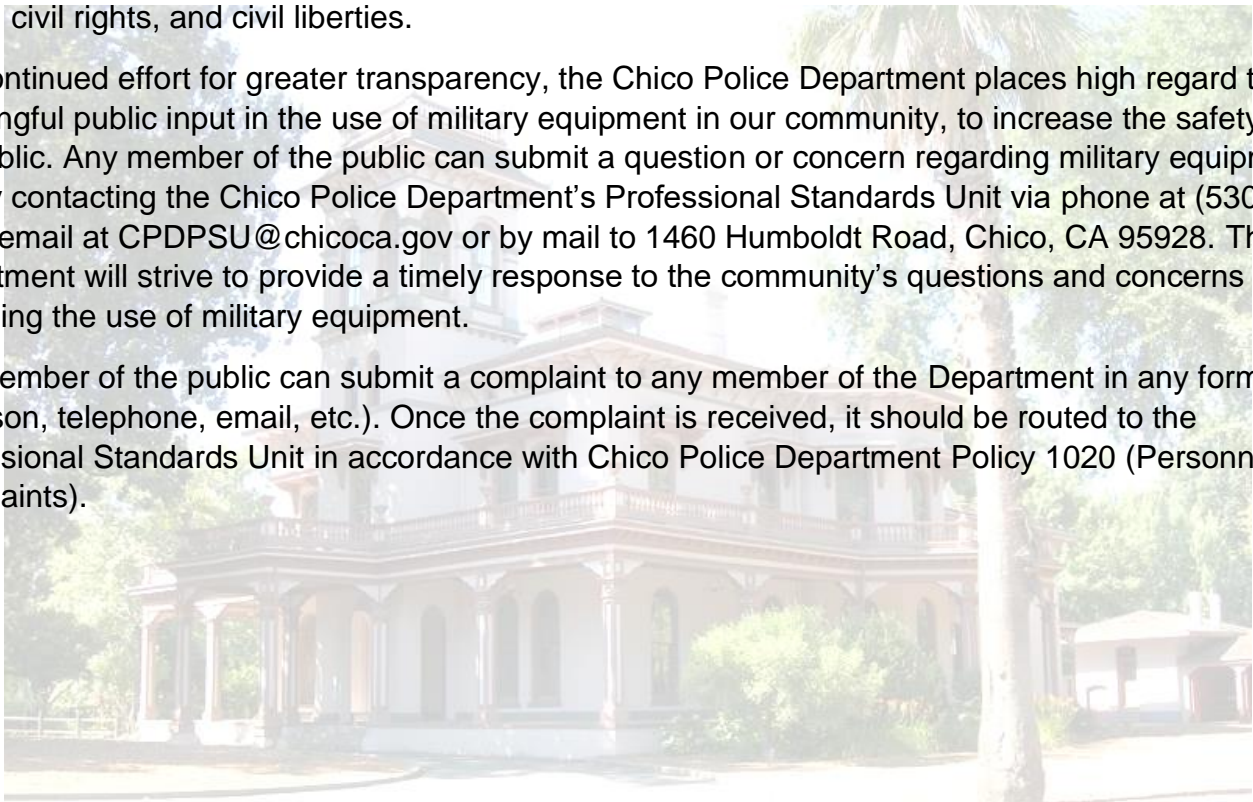 civil rights, and civil liberties.
ontinued effort for greater transparency, the Chico Police Department places high regard t
ngful public input in the use of military equipment in our community, to increase the safety
blic. Any member of the public can submit a question or concern regarding military equipr
contacting the Chico Police Department’s Professional Standards Unit via phone at (530
email at CPDPSU@chicoca.gov or by mail to 1460 Humboldt Road, Chico, CA 95928. Th
tment will strive to provide a timely response to the community’s questions and concerns
ing the use of military equipment.
ember of the public can submit a complaint to any member of the Department in any form
son, telephone, email, etc.). Once the complaint is received, it should be routed to the
sional Standards Unit in accordance with Chico Police Department Policy 1020 (Personn
aints).